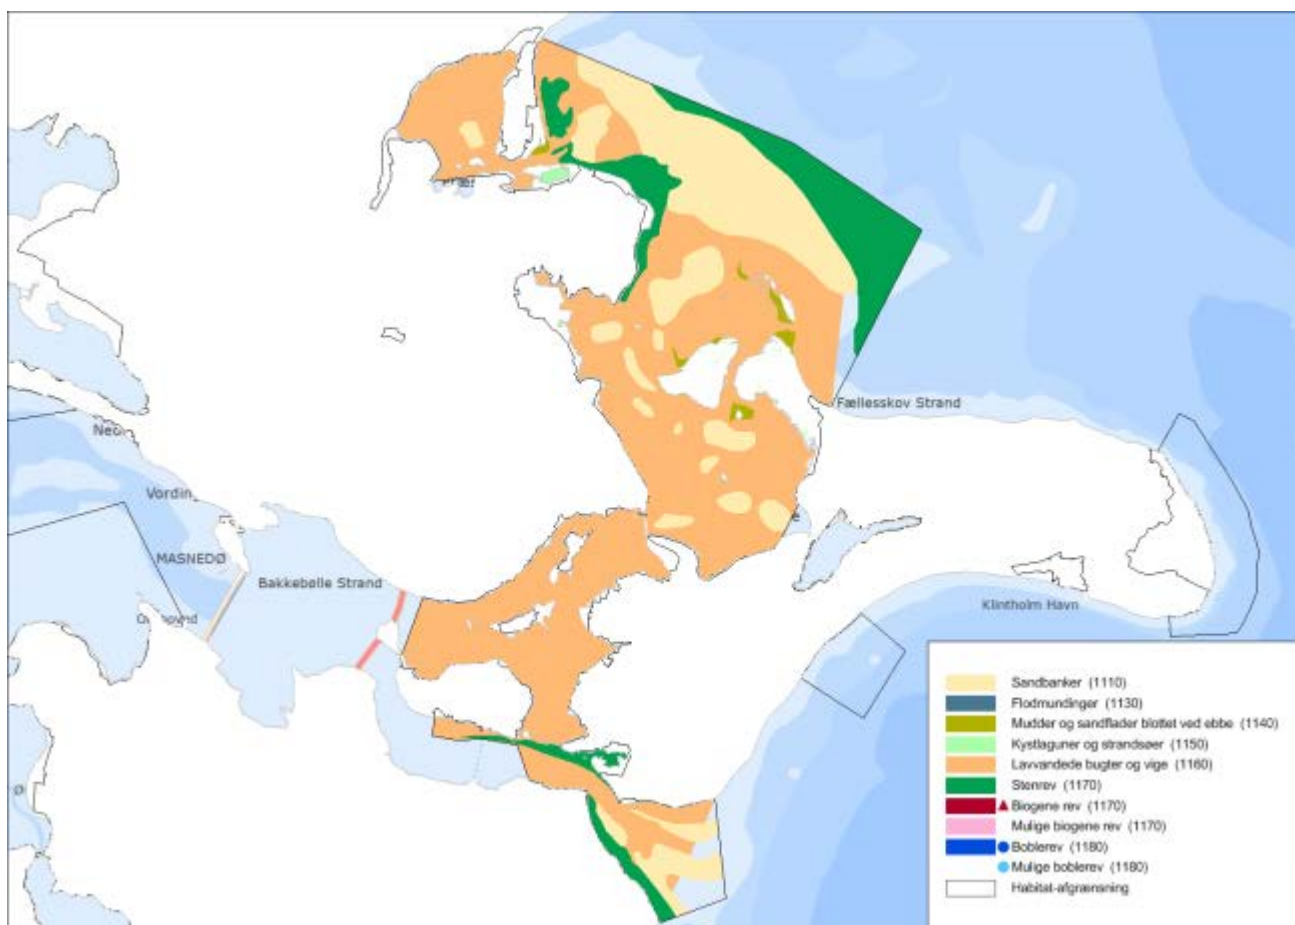 Fællesskov Strand
Vording
MASNEDØ
Bakkebølle Strand
Klintholm Havn
Ø
Sandbanker (1110)
Flodmundinger (1130)
Mudder og sandflader blottet ved ebbe (1140)
Kystlaguner og strandsøer (1150)
Lavvandede bugter og vige (1160)
Stenrev (1170)
Biogene rev (1170)
Mulige biogene rev (1170)
Boblerev (1180)
Mulige boblerev (1180)
Habitat-afgrænsning